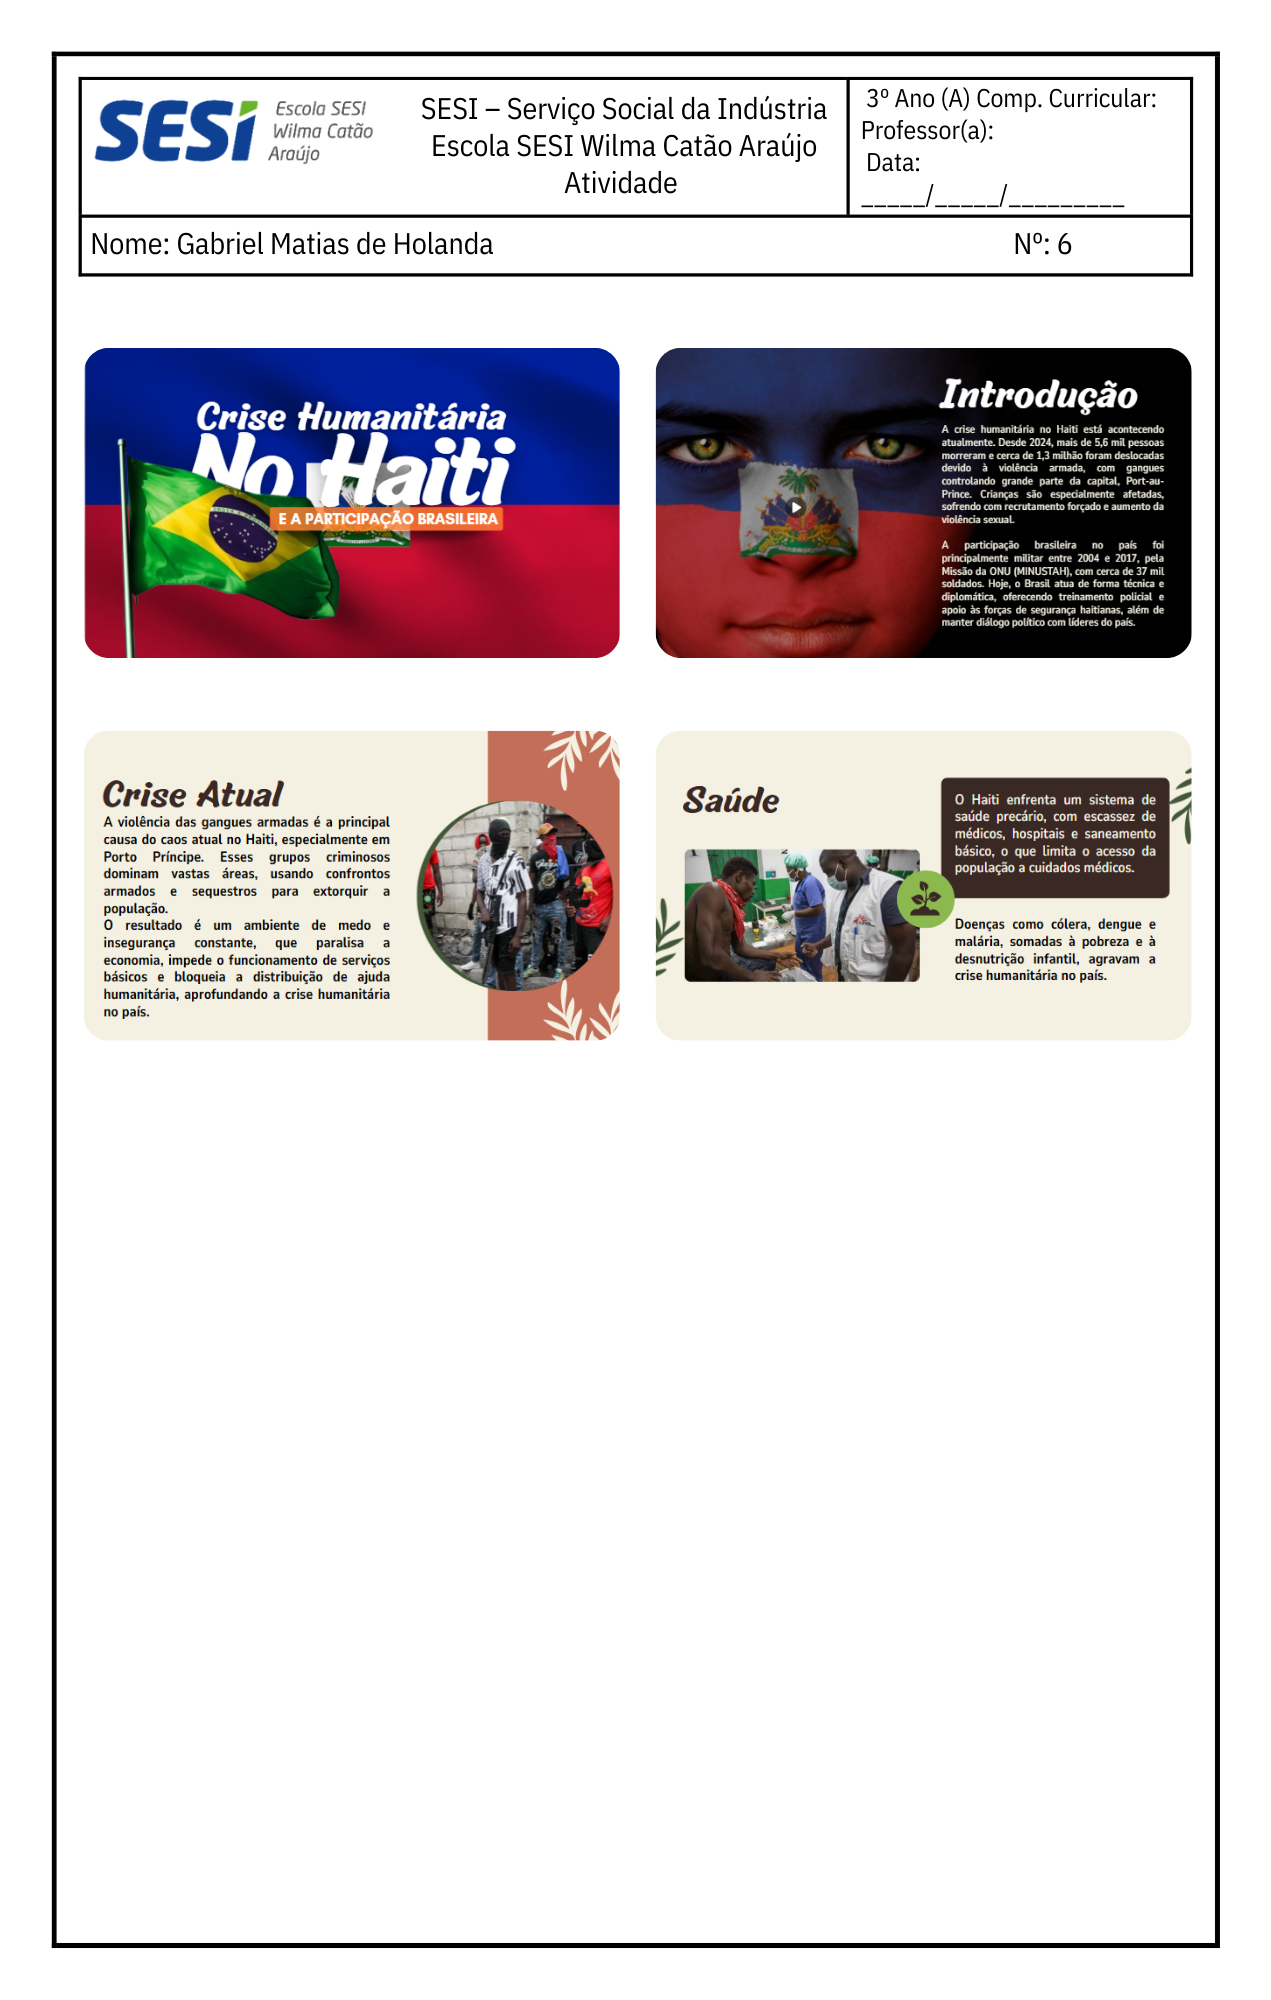 SESI
Escola SESI
Wilma Catão
Araújo
SESI – Serviço Social da Indústria
Escola SESI Wilma Catão Araújo
Atividade
3º Ano (A) Comp. Curricular:
Professor(a):
Data:
_____/_____/_________
Nome: Gabriel Matias de Holanda Nº: 6
Crise Humanitária
No Haiti
E A PARTICIPAÇÃO BRASILEIRA
Introdução
A crise humanitária no Haiti está acontecendo
atualmente. Desde 2024, mais de 5,6 mil pessoas
morreram e cerca de 1,3 milhão foram deslocadas
devido à violência armada, com gangues
controlando grande parte da capital, Port-au-
Prince. Crianças são especialmente afetadas,
sofrendo com recrutamento forçado e aumento da
violência sexual.
A participação brasileira no país foi
principalmente militar entre 2004 e 2017, pela
Missão da ONU (MINUSTAH), com cerca de 37 mil
soldados. Hoje, o Brasil atua de forma técnica e
diplomática, oferecendo treinamento policial e
apoio às forças de segurança haitianas, além de
manter diálogo político com líderes do país.
Crise Atual
A violência das gangues armadas é a principal
causa do caos atual no Haiti, especialmente em
Porto Príncipe. Esses grupos criminosos
dominam vastas áreas, usando confrontos
armados e sequestros para extorquir a
população.
O resultado é um ambiente de medo e
insegurança constante, que paralisa a
economia, impede o funcionamento de serviços
básicos e bloqueia a distribuição de ajuda
humanitária, aprofundando a crise humanitária
no país.
Saúde
O Haiti enfrenta um sistema de
saúde precário, com escassez de
médicos, hospitais e saneamento
básico, o que limita o acesso da
população a cuidados médicos.
Doenças como cólera, dengue e
malária, somadas à pobreza e à
desnutrição infantil, agravam a
crise humanitária no país.